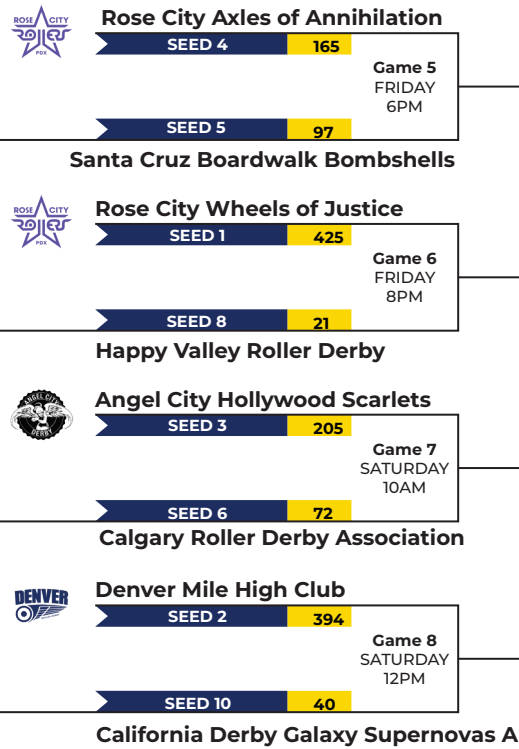 ROSE CITY
PDX
Rose City Axles of Annihilation
SEED 4 165
Game 5
FRIDAY
6PM
SEED 5 97
Santa Cruz Boardwalk Bombshells
ROSE CITY
PDX
Rose City Wheels of Justice
SEED 1 425
Game 6
FRIDAY
8PM
SEED 8 21
Happy Valley Roller Derby
ANGEL CITY
DERBY
Angel City Hollywood Scarlets
SEED 3 205
Game 7
SATURDAY
10AM
SEED 6 72
Calgary Roller Derby Association
DENVER
Denver Mile High Club
SEED 2 394
Game 8
SATURDAY
12PM
SEED 10 40
California Derby Galaxy Supernovas A